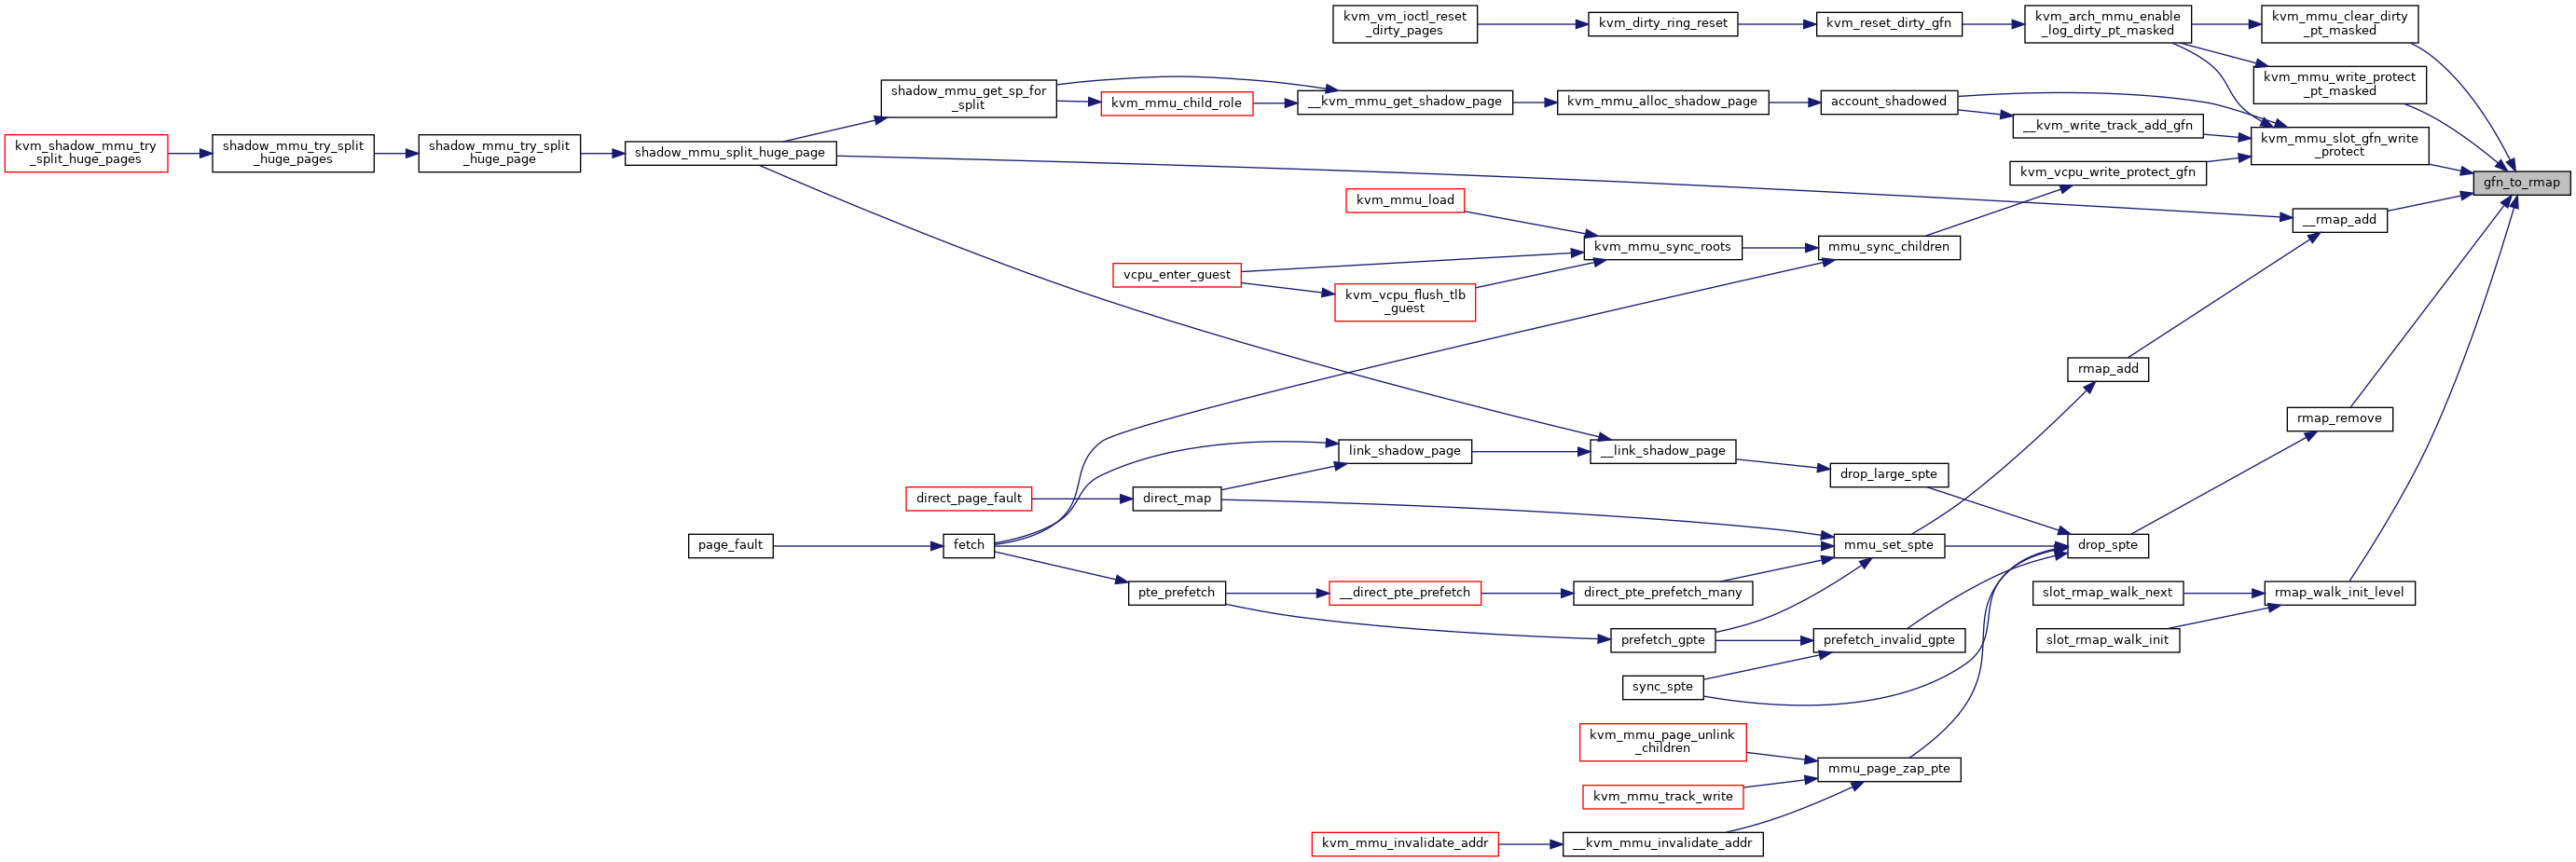 kvm_vm_ioctl_reset
_dirty_pages
kvm_dirty_ring_reset
kvm_reset_dirty_gfn
kvm_arch_mmu_enable
_log_dirty_pt_masked
kvm_mmu_clear_dirty
_pt_masked
kvm_mmu_write_protect
_pt_masked
shadow_mmu_get_sp_for
_split
kvm_mmu_child_role
__kvm_mmu_get_shadow_page
kvm_mmu_alloc_shadow_page
account_shadowed
__kvm_write_track_add_gfn
kvm_mmu_slot_gfn_write
_protect
kvm_shadow_mmu_try
_split_huge_pages
shadow_mmu_try_split
_huge_pages
shadow_mmu_try_split
_huge_page
shadow_mmu_split_huge_page
kvm_vcpu_write_protect_gfn
gfn_to_rmap
kvm_mmu_load
__rmap_add
kvm_mmu_sync_roots
mmu_sync_children
vcpu_enter_guest
kvm_vcpu_flush_tlb
_guest
rmap_add
rmap_remove
link_shadow_page
__link_shadow_page
drop_large_spte
direct_page_fault
direct_map
page_fault
fetch
mmu_set_spte
drop_spte
pte_prefetch
__direct_pte_prefetch
direct_pte_prefetch_many
slot_rmap_walk_next
rmap_walk_init_level
prefetch_gpte
prefetch_invalid_gpte
slot_rmap_walk_init
sync_spte
kvm_mmu_page_unlink
_children
mmu_page_zap_pte
kvm_mmu_track_write
kvm_mmu_invalidate_addr
__kvm_mmu_invalidate_addr